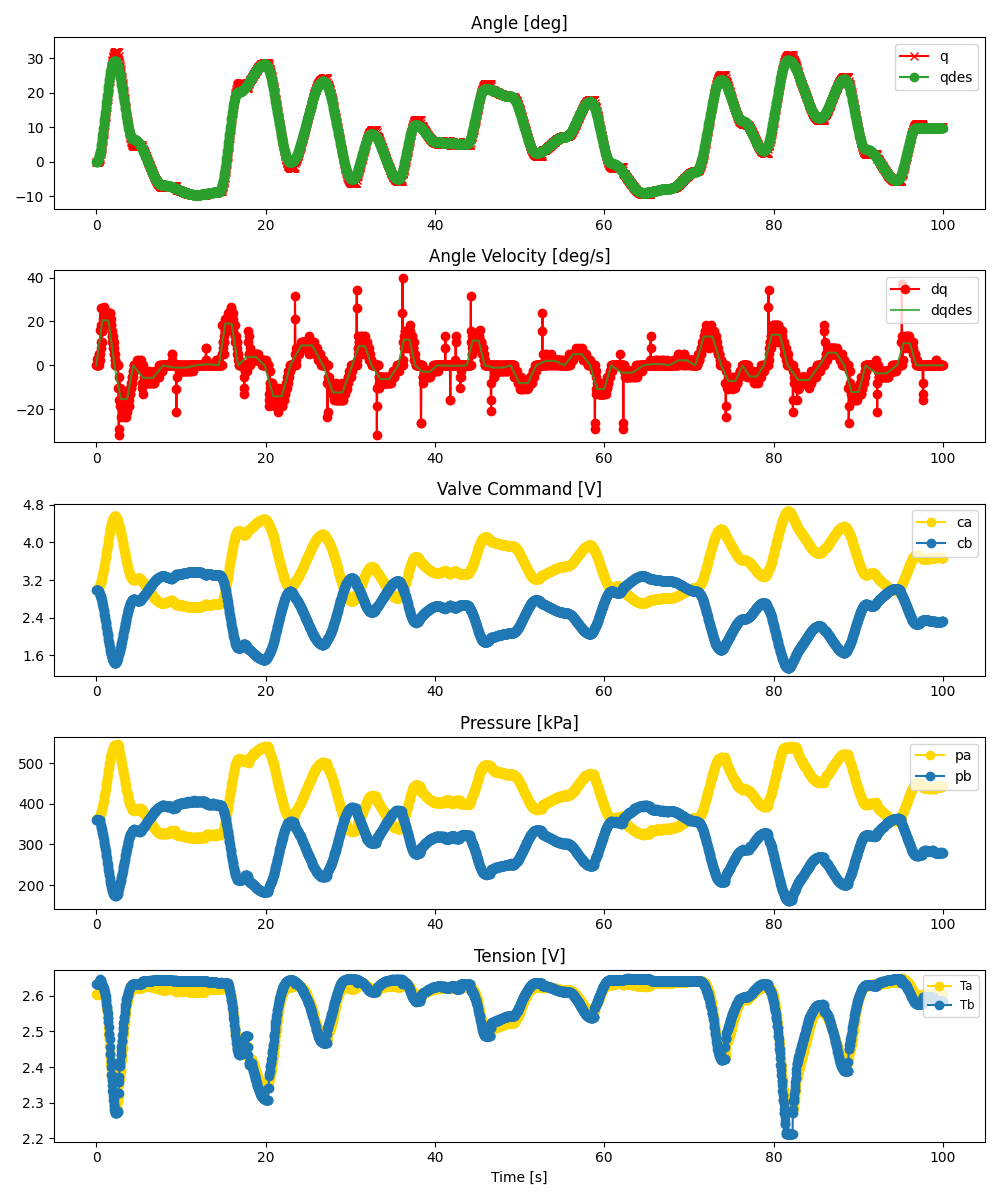 Angle [deg]
30
20
10
0
−10
q
qdes
0 20 40 60 80 100
Angle Velocity [deg/s]
40
20
0
−20
dq
dqdes
0 20 40 60 80 100
Valve Command [V]
4.8
4.0
3.2
2.4
1.6
ca
cb
0 20 40 60 80 100
Pressure [kPa]
500
400
300
200
pa
pb
0 20 40 60 80 100
Tension [V]
2.6
2.5
2.4
2.3
2.2
Ta
Tb
0 20 40 60 80 100
Time [s]